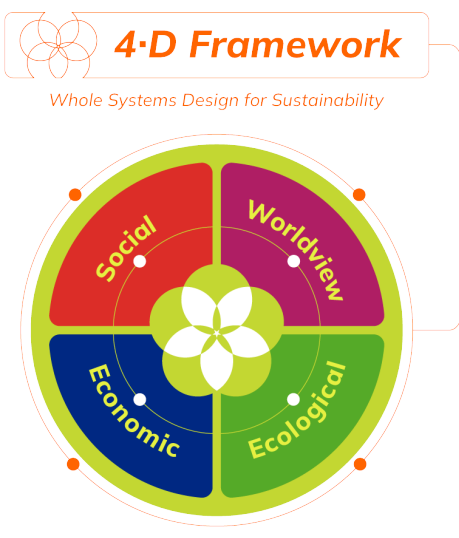 4·D Framework
Whole Systems Design for Sustainability
Social
Worldview
Economic
Ecological